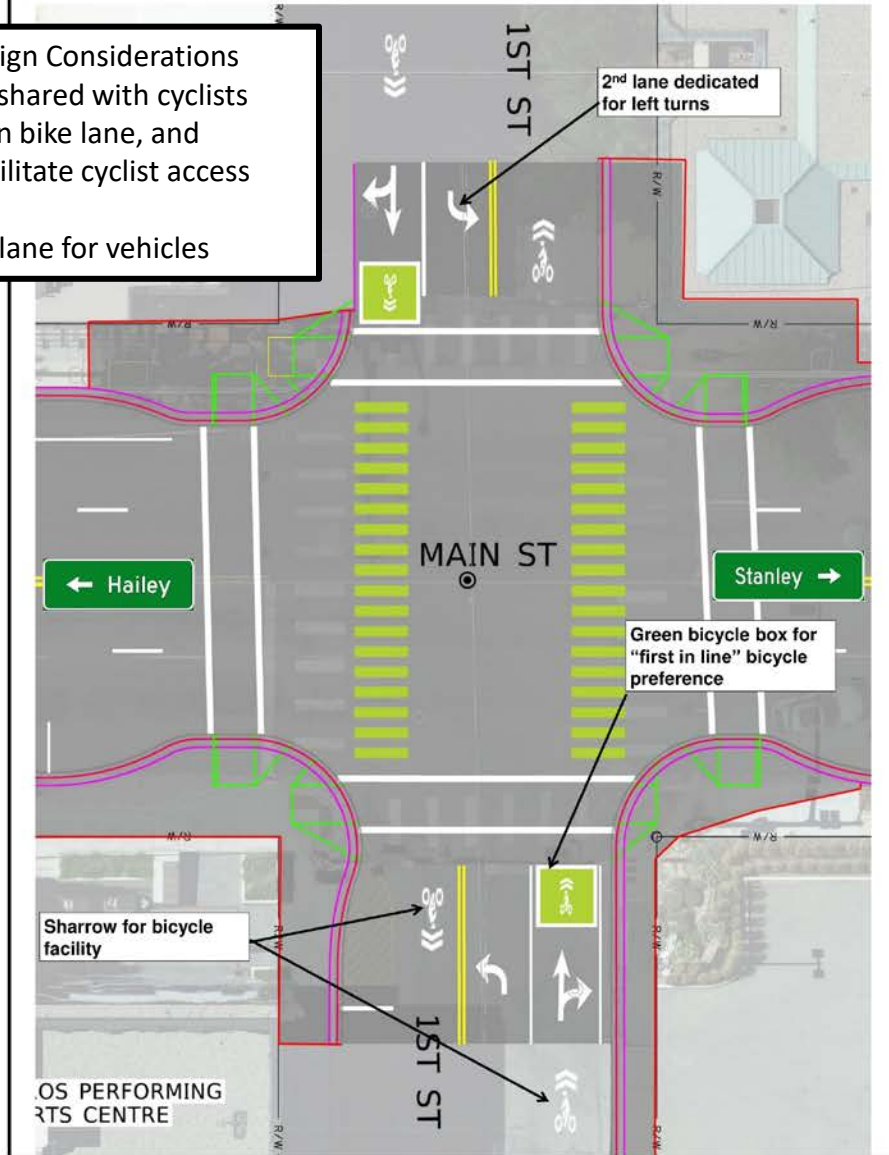 ign Considerations
shared with cyclists
n bike lane, and
ilitate cyclist access
lane for vehicles
R/W
1ST ST
2nd lane dedicated
for left turns
R/W
R/W
R/W
MAIN ST
← Hailey
Stanley →
Green bicycle box for
“first in line” bicycle
preference
R/W
R/W
Sharrow for bicycle
facility
R/W
R/W
1ST ST
LOS PERFORMING
RTS CENTRE
R/W
R/W